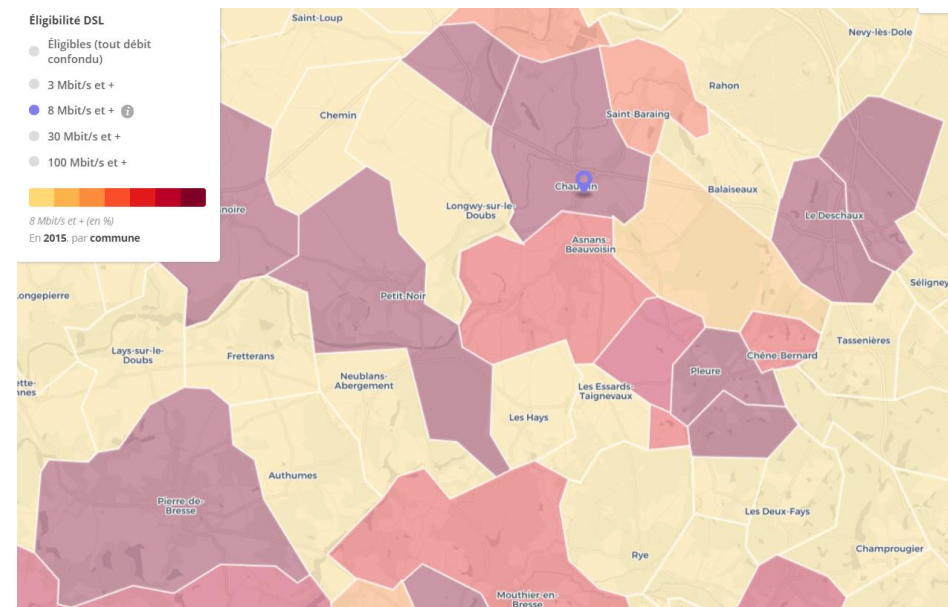 Éligibilité DSL
Éligibles (tout débit
confondu)
3 Mbit/s et +
8 Mbit/s et + i
30 Mbit/s et +
100 Mbit/s et +
8 Mbit/s et + (en %)
En 2015, par commune
Saint-Loup
Nevy-lès-Dole
Rahon
Chemin
Saint-Baraing
Balaiseaux
Longwy-sur-le-
Doubs
Le Deschaux
Asnans-
Beauvoisin
Petit-Noir
Séligney
Tassenières
Lays-sur-le-
Doubs
Fretterans
Chêne-Bernard
Pleure
Neublans-
Abergement
Les Essards-
Taignevaux
Les Hays
Authumes
Pierre-de-
Bresse
Les Deux-Fays
Rye
Champrougier
Mouthier-en-
Bresse